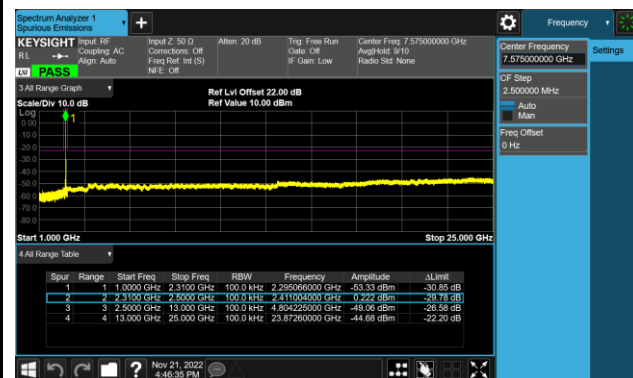 Spectrum Analyzer 1
Spurious Emissions
Frequency
KEYSIGHT
RL
LNI PASS
Input: RF
Coupling: AC
Align: Auto
Input Z: 50 Ω
Corrections: Off
Freq Ref: Int (S)
NFE: Off
Atten: 20 dB
Trig: Free Run
Gate: Off
IF Gain: Low
Center Freq: 7.575000000 GHz
Avg|Hold: 9/10
Radio Std: None
Center Frequency
7.575000000 GHz
Settings
CF Step
2.500000 MHz
Auto
Man
Freq Offset
0 Hz
3 All Range Graph
Scale/Div 10.0 dB
Ref Lvl Offset 22.00 dB
Ref Value 10.00 dBm
Log
0.00
-10.0
-20.0
-30.0
-40.0
-50.0
-60.0
-70.0
-80.0
1
Start 1.000 GHz
Stop 25.000 GHz
4 All Range Table
Spur Range Start Freq Stop Freq RBW Frequency Amplitude ΔLimit
1 1 1.0000 GHz 2.3100 GHz 100.0 kHz 2.295066000 GHz -53.33 dBm -30.85 dB
2 2 2.3100 GHz 2.5000 GHz 100.0 kHz 2.411004000 GHz 0.222 dBm -29.78 dB
3 3 2.5000 GHz 13.000 GHz 100.0 kHz 4.804225000 GHz -49.06 dBm -26.58 dB
4 4 13.000 GHz 25.000 GHz 100.0 kHz 23.87260000 GHz -44.68 dBm -22.20 dB
Nov 21, 2022
4:46:35 PM